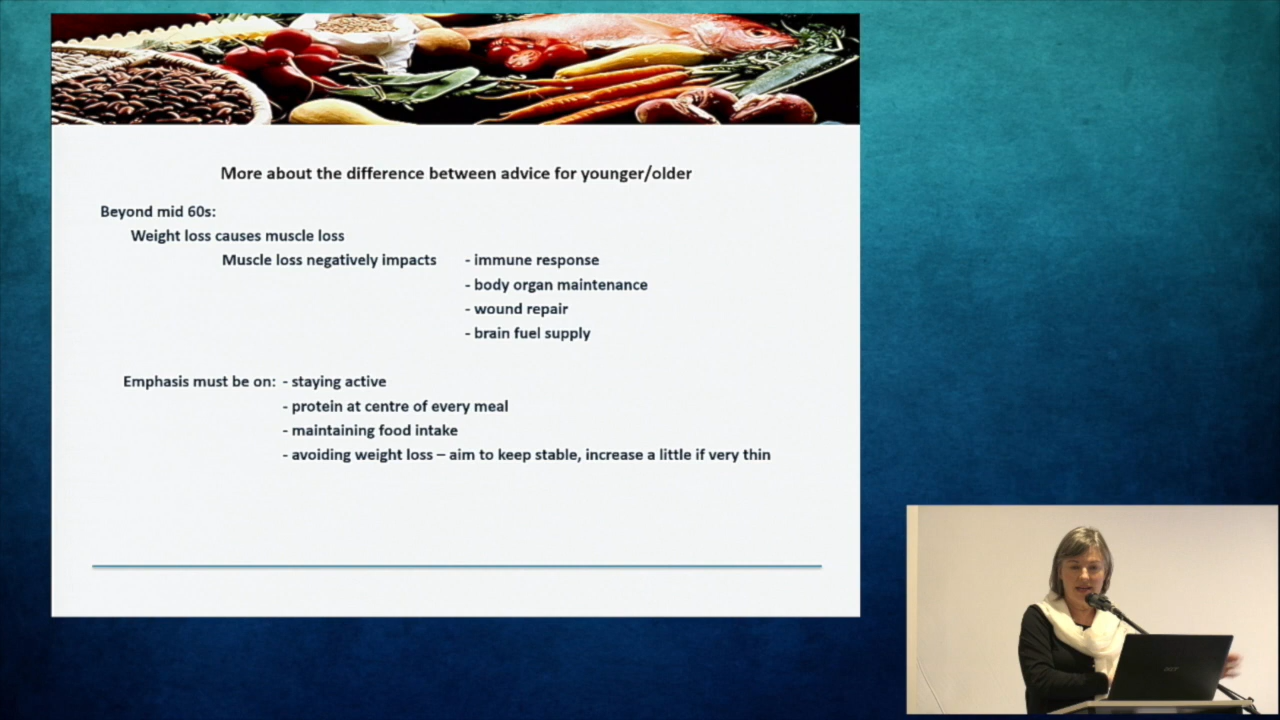 More about the difference between advice for younger/older
Beyond mid 60s:
Weight loss causes muscle loss
Muscle loss negatively impacts - immune response
- body organ maintenance
- wound repair
- brain fuel supply
Emphasis must be on: - staying active
- protein at centre of every meal
- maintaining food intake
- avoiding weight loss – aim to keep stable, increase a little if very thin
acer